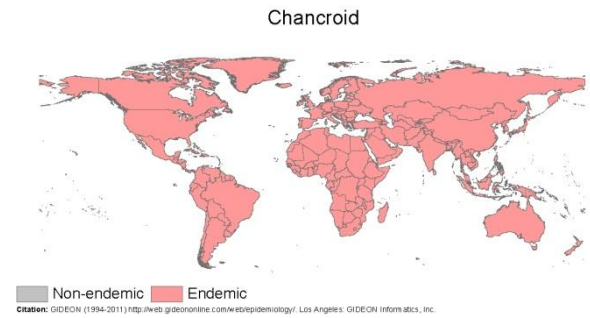 Chancroid
Non-endemic Endemic
Citation: GIDEON (1994-2011) http://web.gideononline.com/web/epidemiology/. Los Angeles: GIDEON Informatics, Inc.